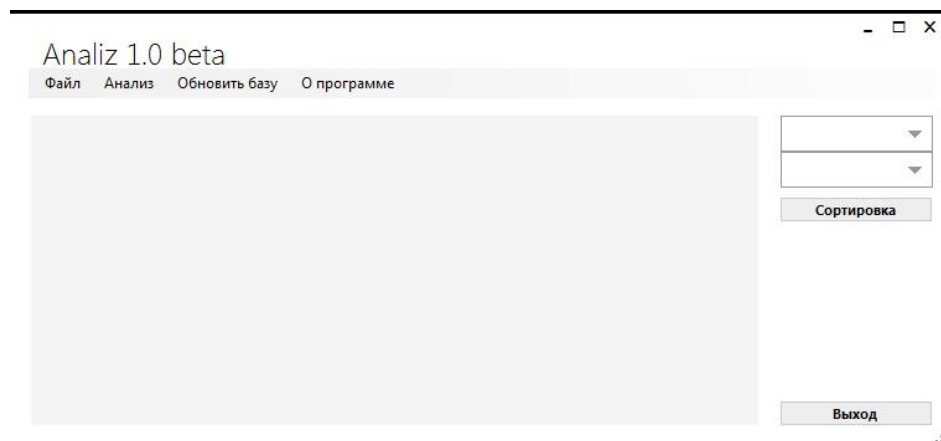 Analiz 1.0 beta
Файл Анализ Обновить базу О программе
Сортировка
Выход